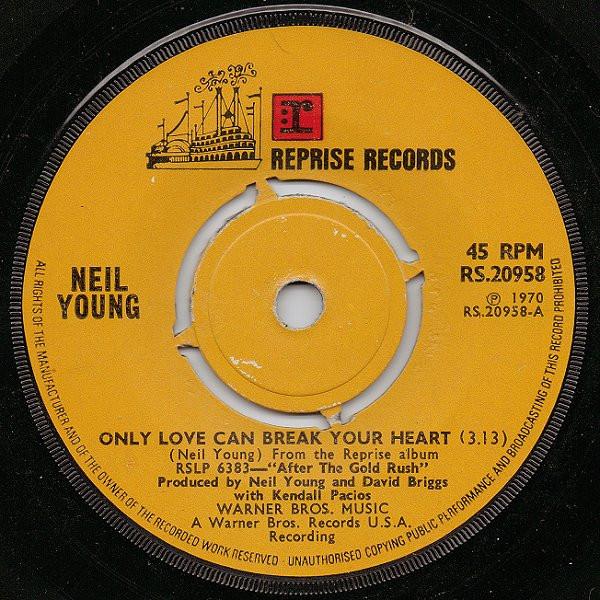 r:
REPRISE RECORDS
NEIL
YOUNG
45 RPM
RS.20958
℗ 1970
RS.20958-A
ONLY LOVE CAN BREAK YOUR HEART (3.13)
(Neil Young) From the Reprise album
RSLP 6383—"After The Gold Rush"
Produced by Neil Young and David Briggs
with Kendall Pacios
WARNER BROS. MUSIC
A Warner Bros. Records U.S.A.
Recording
ALL RIGHTS OF THE MANUFACTURER AND OF THE OWNER OF THE RECORDED WORK RESERVED · UNAUTHORISED COPYING PUBLIC PERFORMANCE AND BROADCASTING OF THIS RECORD PROHIBITED